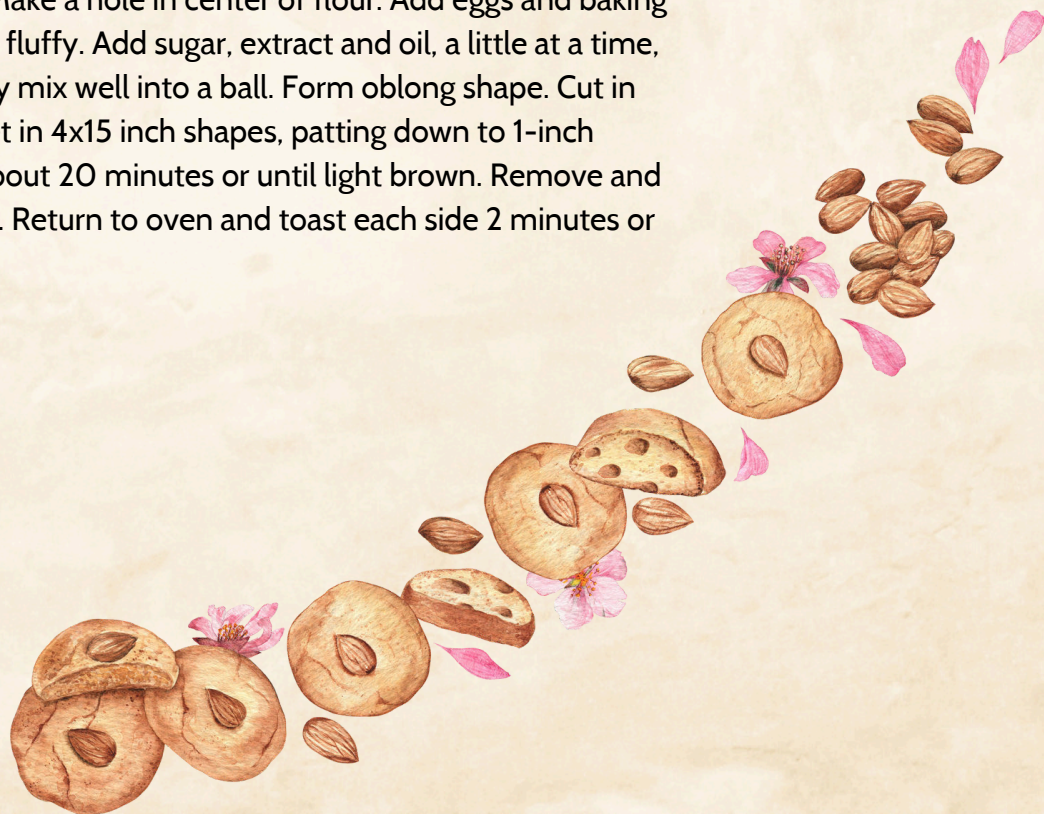 Make a hole in center of flour. Add eggs and baking
fluffy. Add sugar, extract and oil, a little at a time,
mix well into a ball. Form oblong shape. Cut in
in 4x15 inch shapes, patting down to 1-inch
20 minutes or until light brown. Remove and
. Return to oven and toast each side 2 minutes or